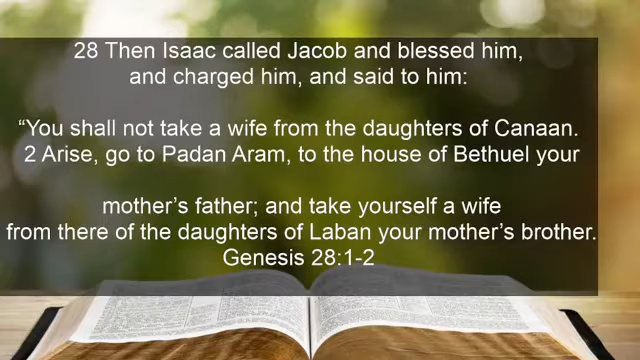 28 Then Isaac called Jacob and blessed him,
and charged him, and said to him:
“You shall not take a wife from the daughters of Canaan.
2 Arise, go to Padan Aram, to the house of Bethuel your
mother’s father; and take yourself a wife
from there of the daughters of Laban your mother’s brother.
Genesis 28:1-2